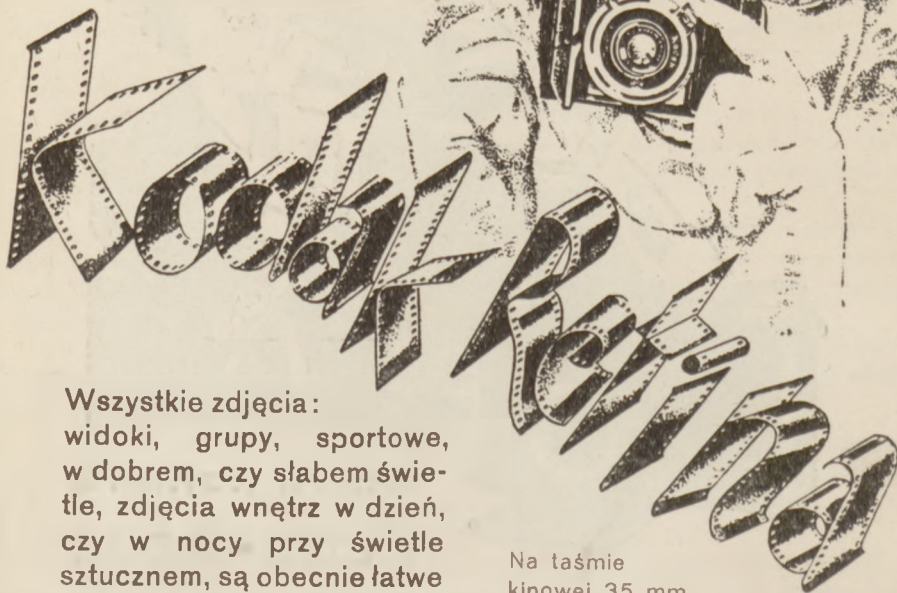 Kodak Retina
Wszystkie zdjęcia:
widoki, grupy, sportowe,
w dobrem, czy słabem świe-
tle, zdjęcia wnętrz w dzień,
czy w nocy przy świetle
sztucznem, są obecnie łatwe
Na taśmie
kinowej 35 mm